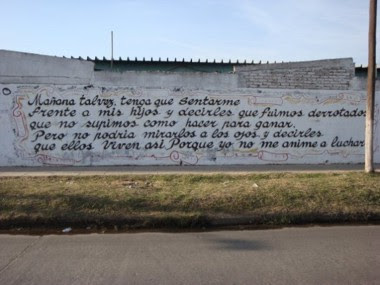 Mañana talvez, tenga que sentarme
frente a mis hijos y decirles que fuimos derrotados
que no supimos como hacer para ganar.
Pero no podria mirarlos a los ojos y decirles
que ellos viven asi Porque yo no me anime a luchar